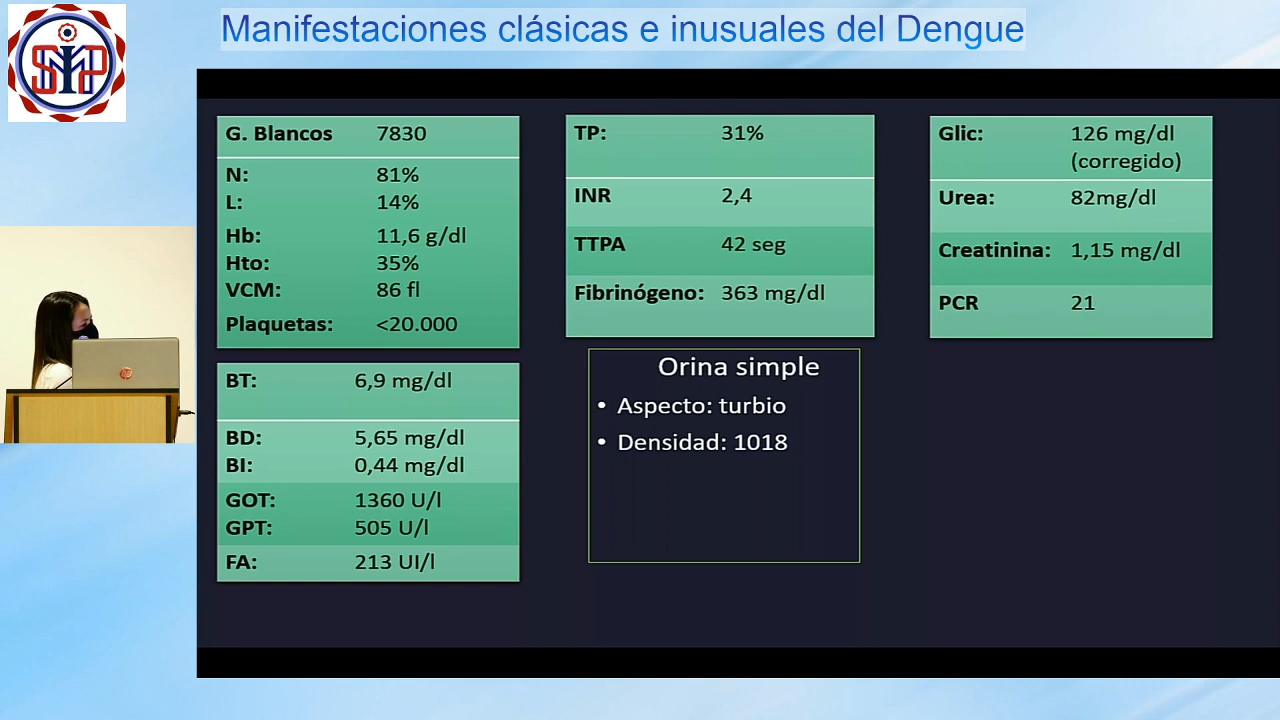 Manifestaciones clásicas e inusuales del Dengue
SMP
G. Blancos 7830
N: 81%
L: 14%
Hb: 11,6 g/dl
Hto: 35%
VCM: 86 fl
Plaquetas: <20.000
BT: 6,9 mg/dl
BD: 5,65 mg/dl
BI: 0,44 mg/dl
GOT: 1360 U/l
GPT: 505 U/l
FA: 213 UI/l
TP: 31%
INR 2,4
TTPA 42 seg
Fibrinógeno: 363 mg/dl
Orina simple
• Aspecto: turbio
• Densidad: 1018
Glic: 126 mg/dl
(corregido)
Urea: 82mg/dl
Creatinina: 1,15 mg/dl
PCR 21